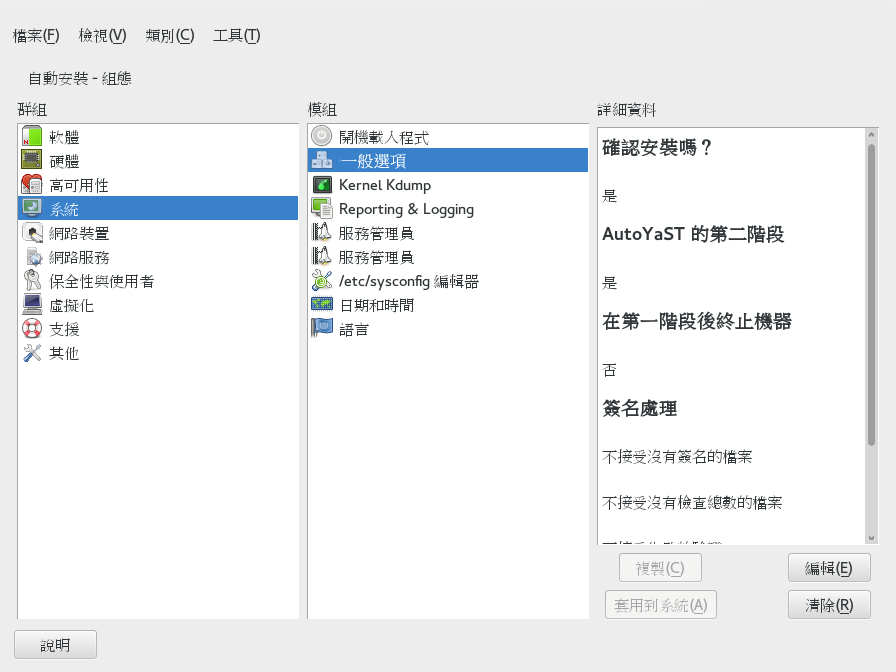 檔案(F) 檢視(V) 類別(C) 工具(T)
自動安裝 - 組態
群組
軟體
硬體
高可用性
系統
網路裝置
網路服務
保全性與使用者
虛擬化
支援
其他
模組
開機載入程式
一般選項
Kernel Kdump
Reporting & Logging
服務管理員
服務管理員
/etc/sysconfig 編輯器
日期和時間
語言
詳細資料
確認安裝嗎？
是
AutoYaST 的第二階段
是
在第一階段後終止機器
否
簽名處理
不接受沒有簽名的檔案
不接受沒有檢查總數的檔案
複製(C) 編輯(E)
套用到系統(A) 清除(R)
說明